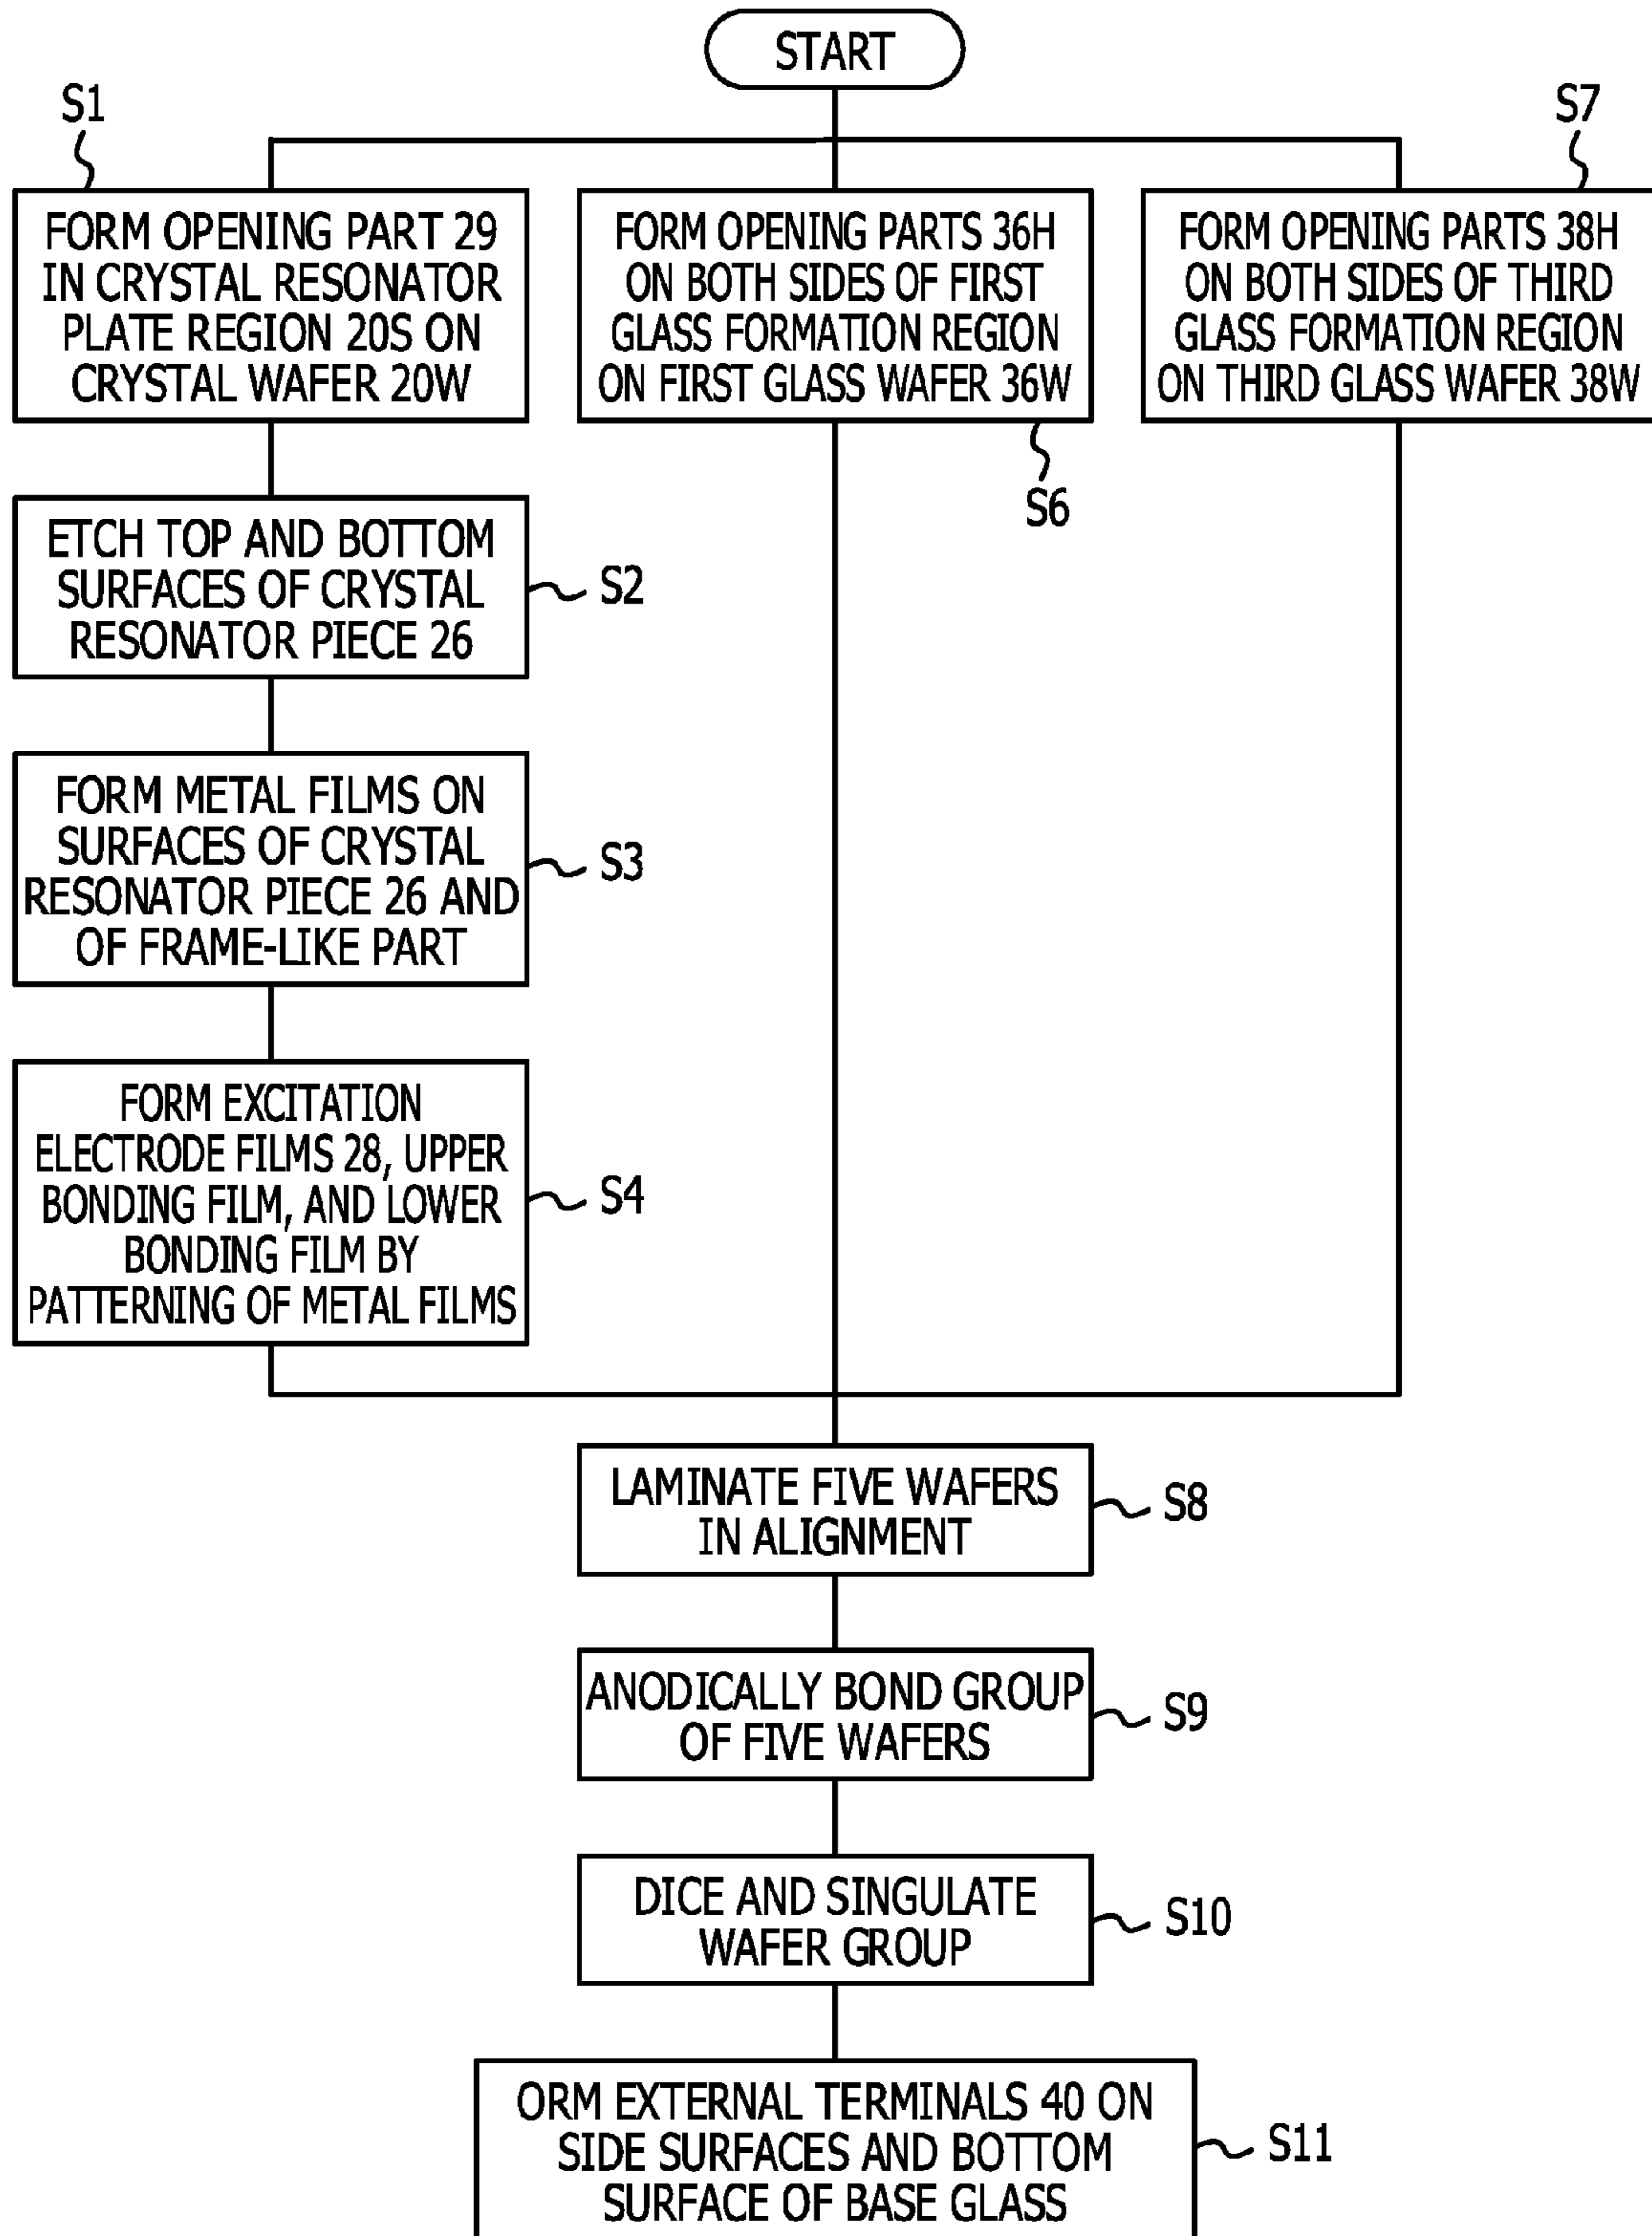 START
S1
FORM OPENING PART 29
IN CRYSTAL RESONATOR
PLATE REGION 20S ON
CRYSTAL WAFER 20W
FORM OPENING PARTS 36H
ON BOTH SIDES OF FIRST
GLASS FORMATION REGION
ON FIRST GLASS WAFER 36W
S6
S7
FORM OPENING PARTS 38H
ON BOTH SIDES OF THIRD
GLASS FORMATION REGION
ON THIRD GLASS WAFER 38W
ETCH TOP AND BOTTOM
SURFACES OF CRYSTAL
RESONATOR PIECE 26
S2
FORM METAL FILMS ON
SURFACES OF CRYSTAL
RESONATOR PIECE 26 AND
OF FRAME-LIKE PART
S3
FORM EXCITATION
ELECTRODE FILMS 28, UPPER
BONDING FILM, AND LOWER
BONDING FILM BY
PATTERNING OF METAL FILMS
S4
LAMINATE FIVE WAFERS
IN ALIGNMENT
S8
ANODICALLY BOND GROUP
OF FIVE WAFERS
S9
DICE AND SINGULATE
WAFER GROUP
S10
ORM EXTERNAL TERMINALS 40 ON
SIDE SURFACES AND BOTTOM
SURFACE OF BASE GLASS
S11